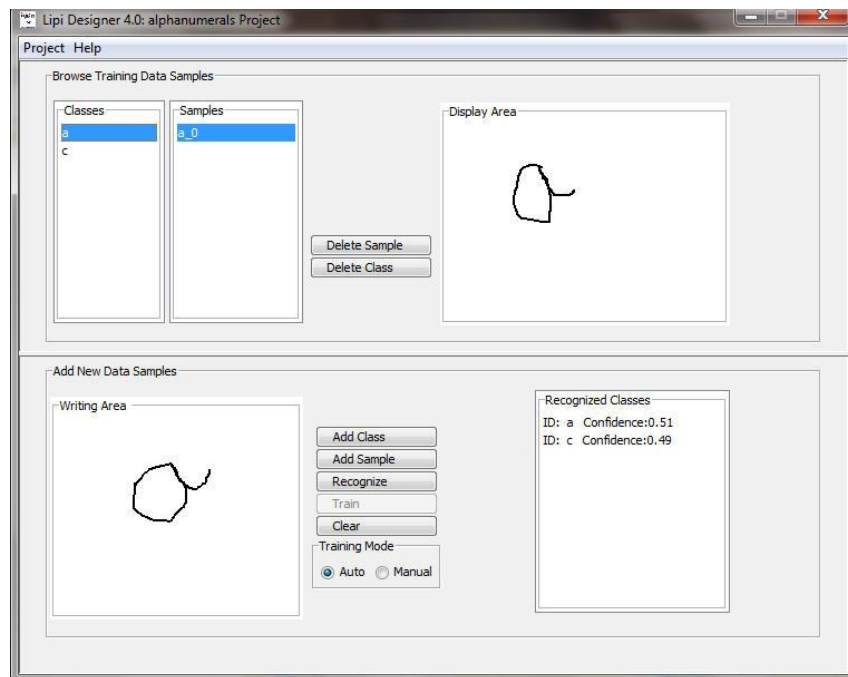 Lipi Designer 4.0: alphanumerals Project
Project Help
Browse Training Data Samples
Classes
a
c
Samples
a_0
Delete Sample
Delete Class
Display Area
Add New Data Samples
Writing Area
Add Class
Add Sample
Recognize
Train
Clear
Training Mode
Auto Manual
Recognized Classes
ID: a Confidence:0.51
ID: c Confidence:0.49